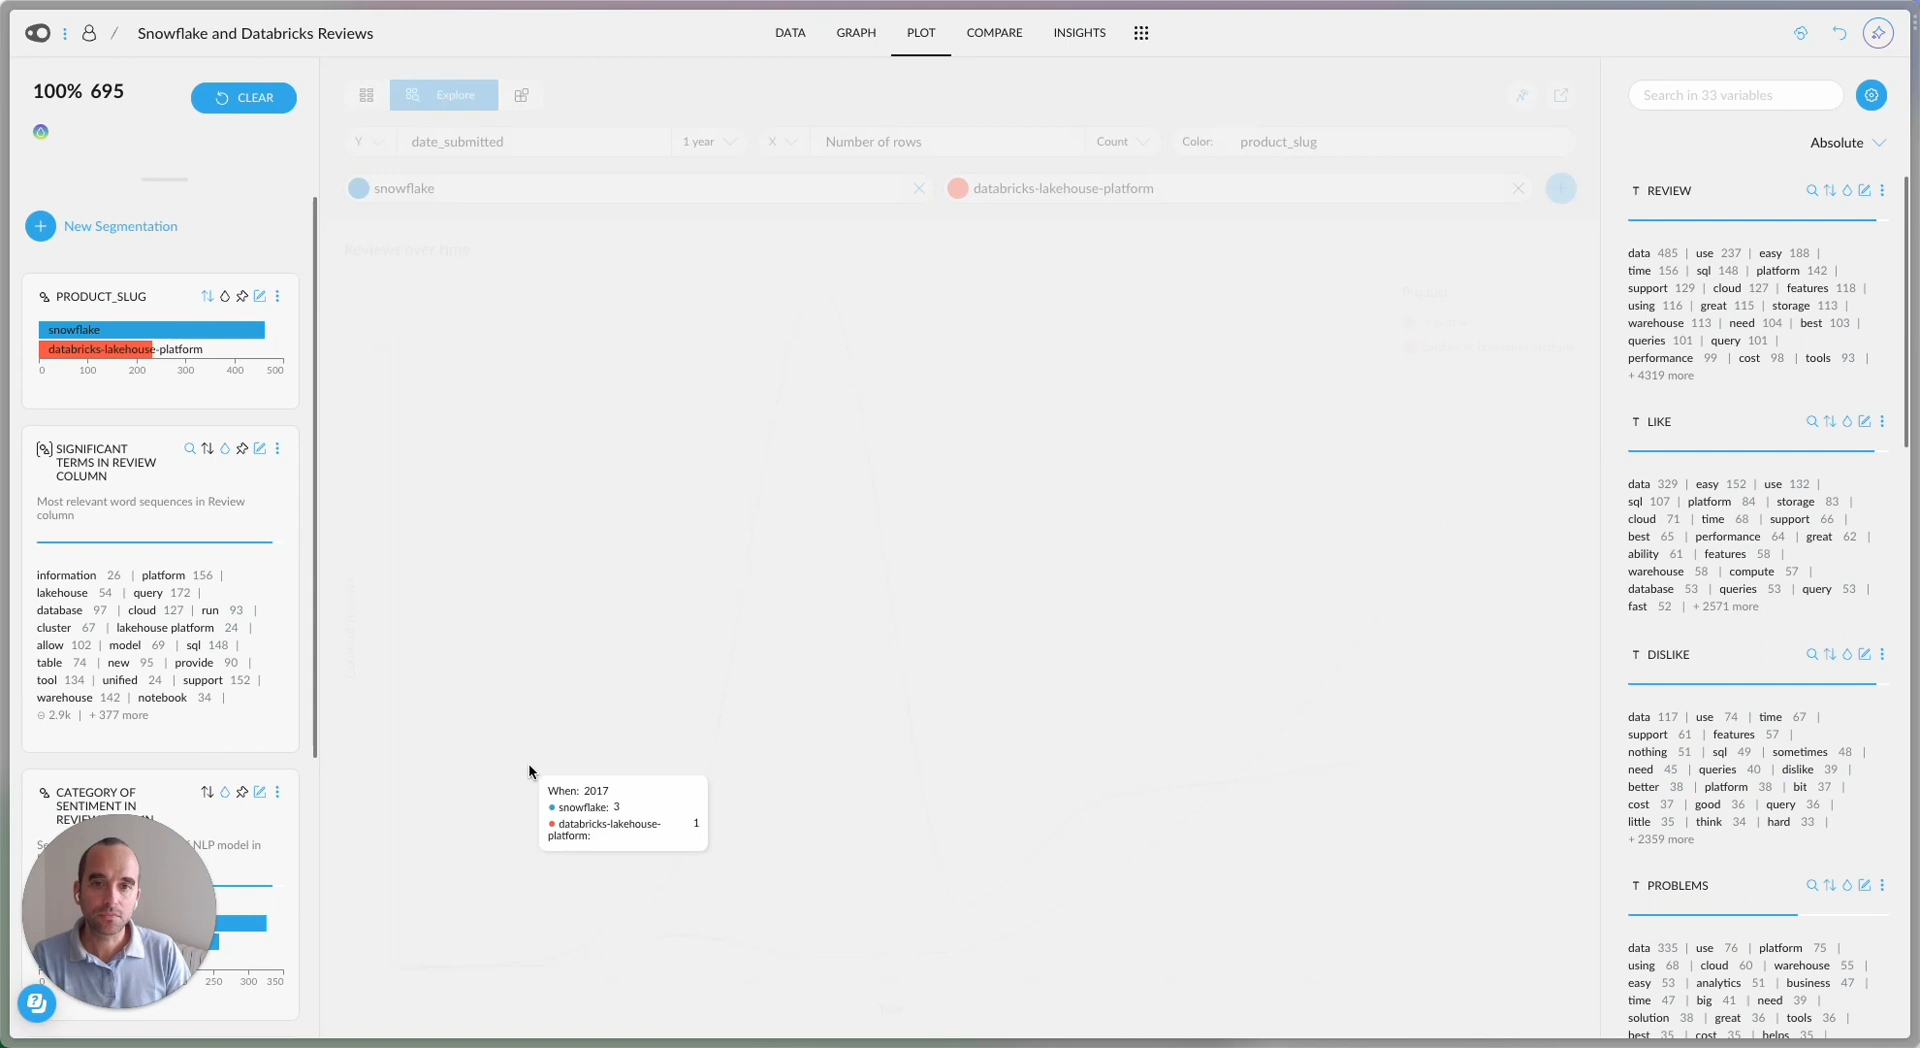 / Snowflake and Databricks Reviews
DATA GRAPH PLOT COMPARE INSIGHTS
100% 695
CLEAR
New Segmentation
PRODUCT_SLUG
snowflake
databricks-lakehouse-platform
0 100 200 300 400 500
SIGNIFICANT
TERMS IN REVIEW
COLUMN
Most relevant word sequences in Review
column
information 26 | platform 156 |
lakehouse 54 | query 172 |
database 97 | cloud 127 | run 93 |
cluster 67 | lakehouse platform 24 |
allow 102 | model 69 | sql 148 |
table 74 | new 95 | provide 90 |
tool 134 | unified 24 | support 152 |
warehouse 142 | notebook 34 |
2.9k | + 377 more
CATEGORY OF
SENTIMENT IN
NLP model in
250 300 350
Explore
Y date_submitted 1 year X Number of rows Count Color: product_slug
snowflake databricks-lakehouse-platform
Reviews over time
Product
When: 2017
snowflake: 3
databricks-lakehouse- 1
platform:
Search in 33 variables
Absolute
T REVIEW
data 485 | use 237 | easy 188 |
time 156 | sql 148 | platform 142 |
support 129 | cloud 127 | features 118 |
using 116 | great 115 | storage 113 |
warehouse 113 | need 104 | best 103 |
queries 101 | query 101 |
performance 99 | cost 98 | tools 93 |
+ 4319 more
T LIKE
data 329 | easy 152 | use 132 |
sql 107 | platform 84 | storage 83 |
cloud 71 | time 68 | support 66 |
best 65 | performance 64 | great 62 |
ability 61 | features 58 |
warehouse 58 | compute 57 |
database 53 | queries 53 | query 53 |
fast 52 | + 2571 more
T DISLIKE
data 117 | use 74 | time 67 |
support 61 | features 57 |
nothing 51 | sql 49 | sometimes 48 |
need 45 | queries 40 | dislike 39 |
better 38 | platform 38 | bit 37 |
cost 37 | good 36 | query 36 |
little 35 | think 34 | hard 33 |
+ 2359 more
T PROBLEMS
data 335 | use 76 | platform 75 |
using 68 | cloud 60 | warehouse 55 |
easy 53 | analytics 51 | business 47 |
time 47 | big 41 | need 39 |
solution 38 | great 36 | tools 36 |
best 35 | cost 35 | helps 35 |